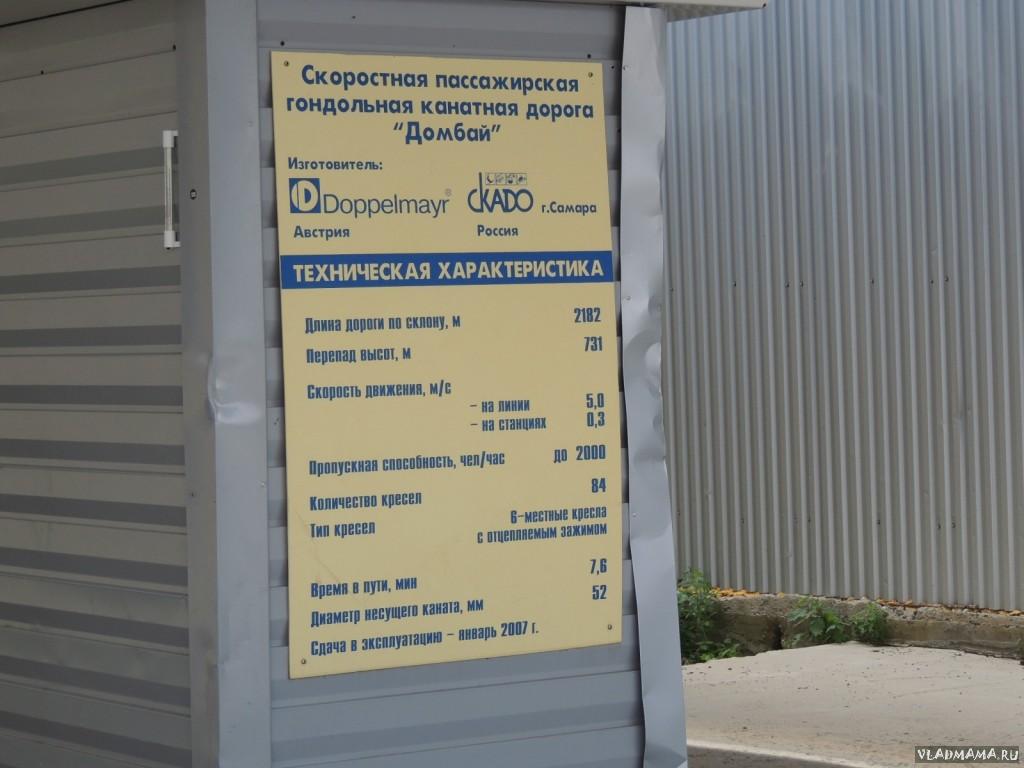 Скоростная пассажирская
гондольная канатная дорога
“Домбай”
Изготовитель:
D Doppelmayr® СКАДО г.Самара
Австрия Россия
ТЕХНИЧЕСКАЯ ХАРАКТЕРИСТИКА
Длина дороги по склону, м 2182
Перепад высот, м 731
Скорость движения, м/с
– на линии 5,0
– на станциях 0,3
Пропускная способность, чел/час до 2000
Количество кресел 84
Тип кресел 6-местные кресла
с отцепляемым зажимом
Время в пути, мин 7,6
Диаметр несущего каната, мм 52
Сдача в эксплуатацию – январь 2007 г.
VLADMAMA.RU